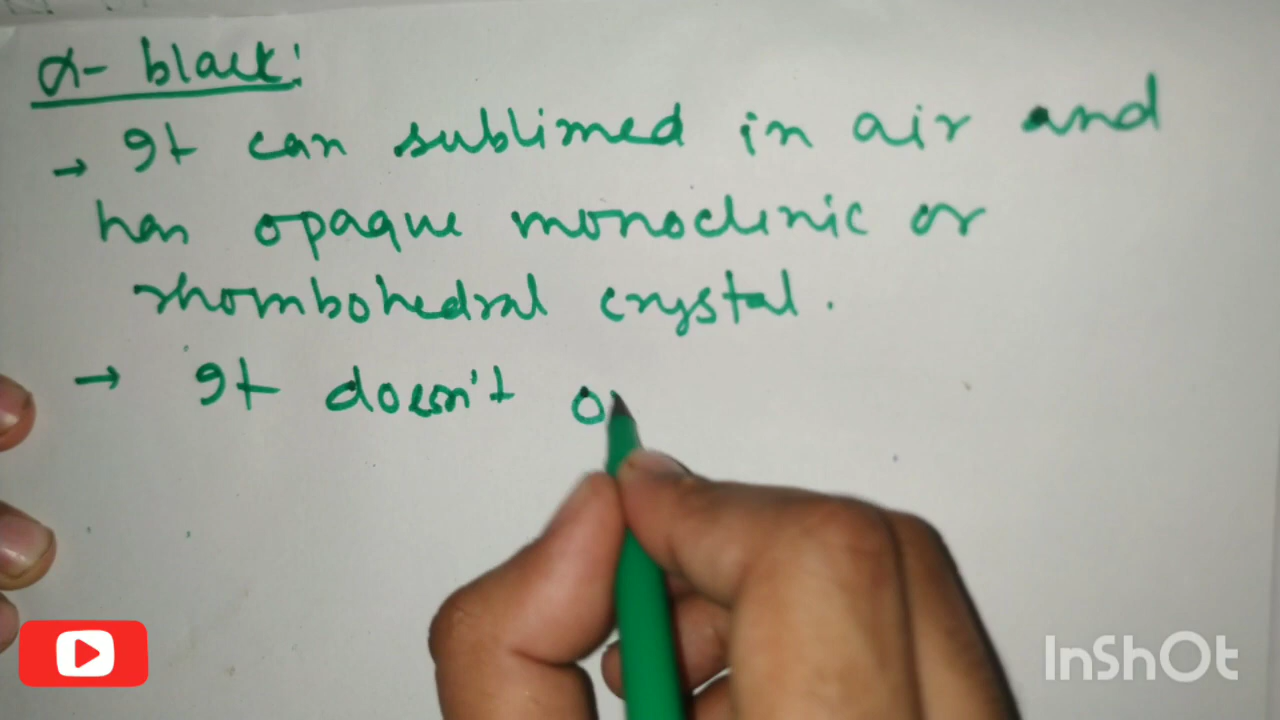 α- black:
→ It can sublimed in air and
has opaque monoclinic or
rhombohedral crystal.
→ It doesn't o
InShOt